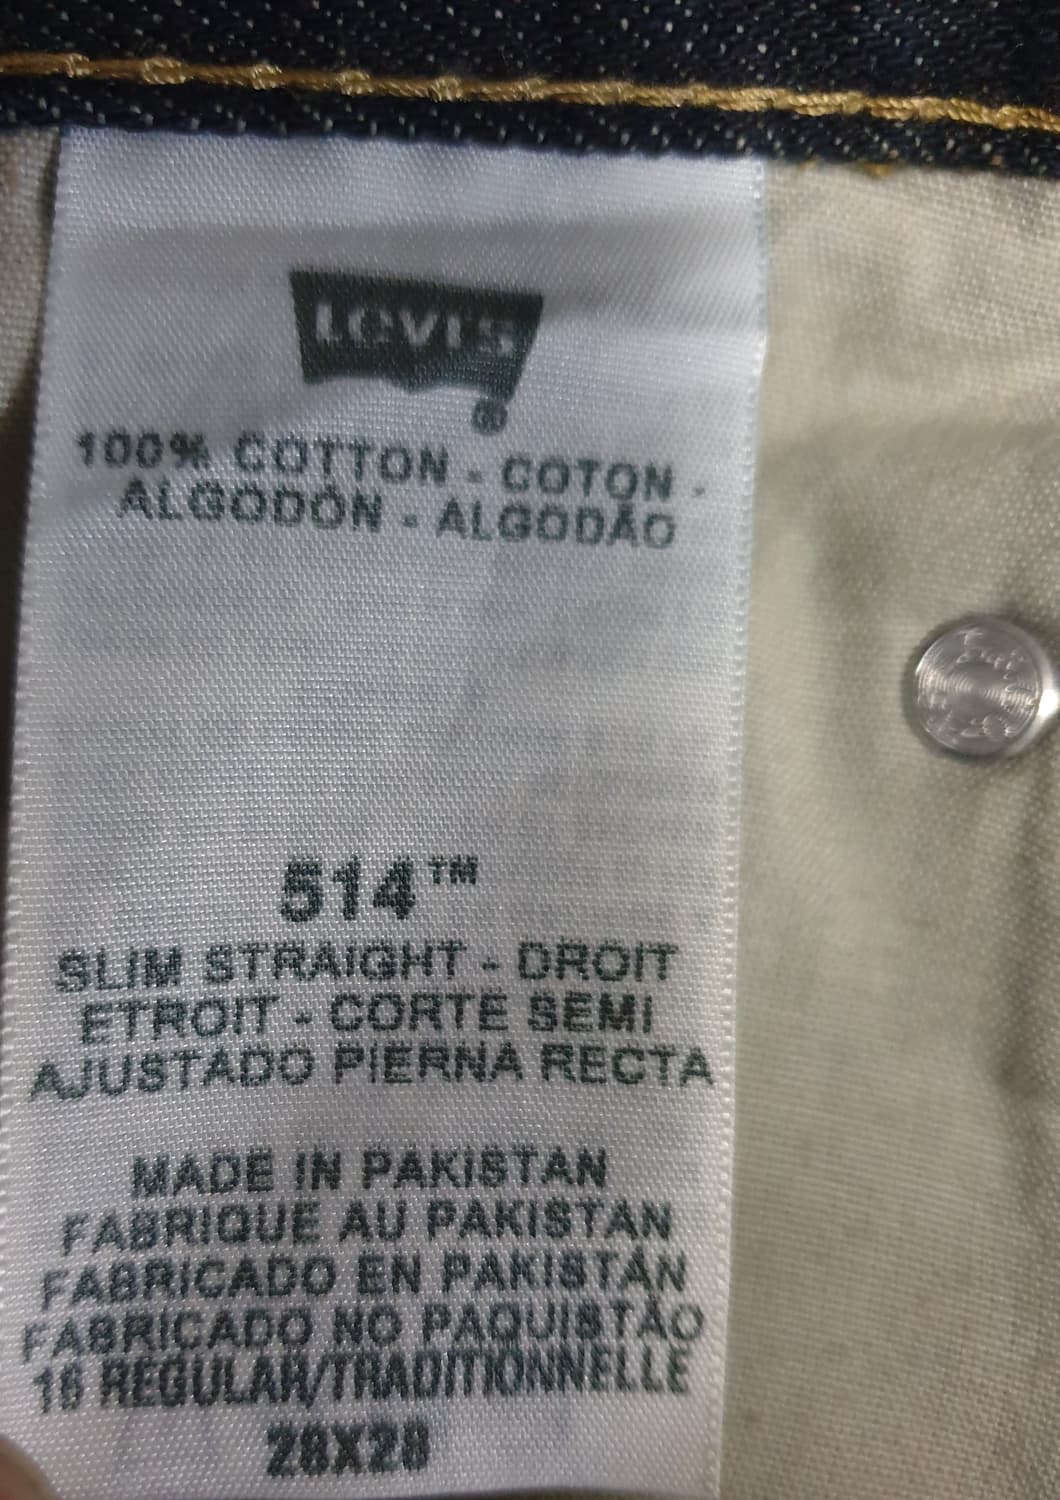 LEVI'S
®
100% COTTON - COTON -
ALGODÓN - ALGODÃO
514™
SLIM STRAIGHT - DROIT
ETROIT - CORTE SEMI
AJUSTADO PIERNA RECTA
MADE IN PAKISTAN
FABRIQUE AU PAKISTAN
FABRICADO EN PAKISTÁN
FABRICADO NO PAQUISTÃO
16 REGULAR/TRADITIONNELLE
28X28